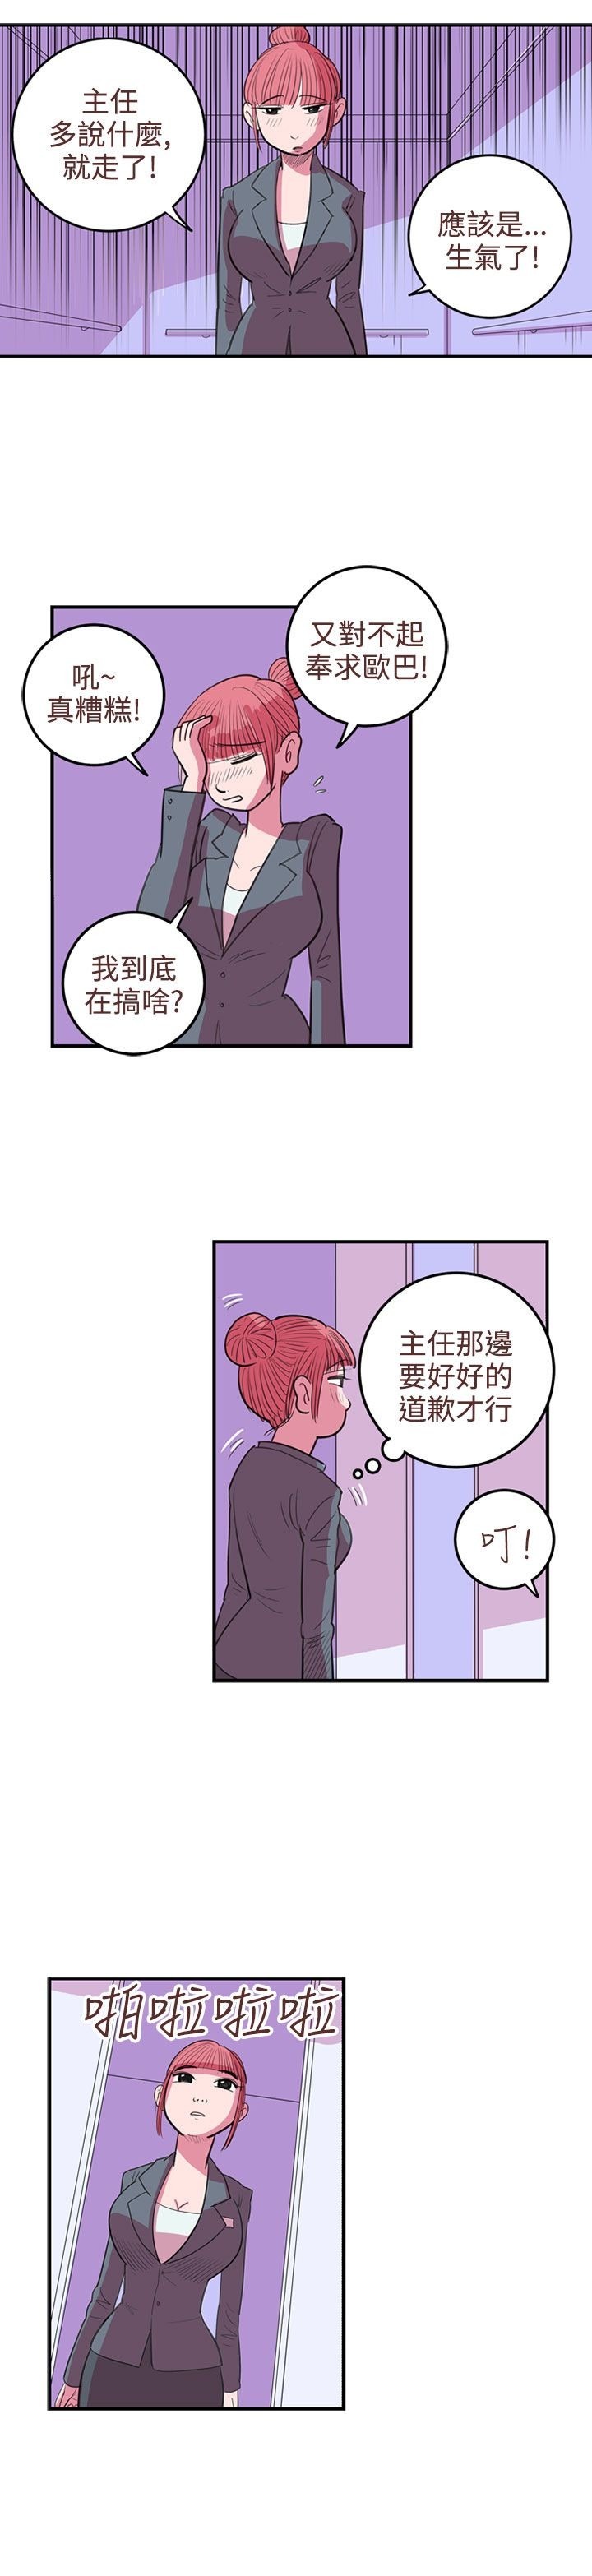 主任
多說什麼,
就走了!
應該是...
生氣了!
又對不起
奉求歐巴!
吼~
真糟糕!
我到底
在搞啥?
主任那邊
要好好的
道歉才行
叮!
啪啦啦啦